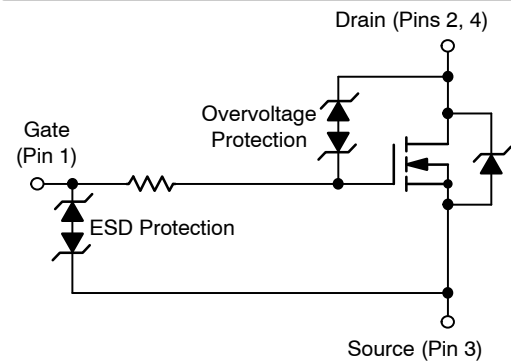 Drain (Pins 2, 4)
Overvoltage
Protection
Gate
(Pin 1)
ESD Protection
Source (Pin 3)